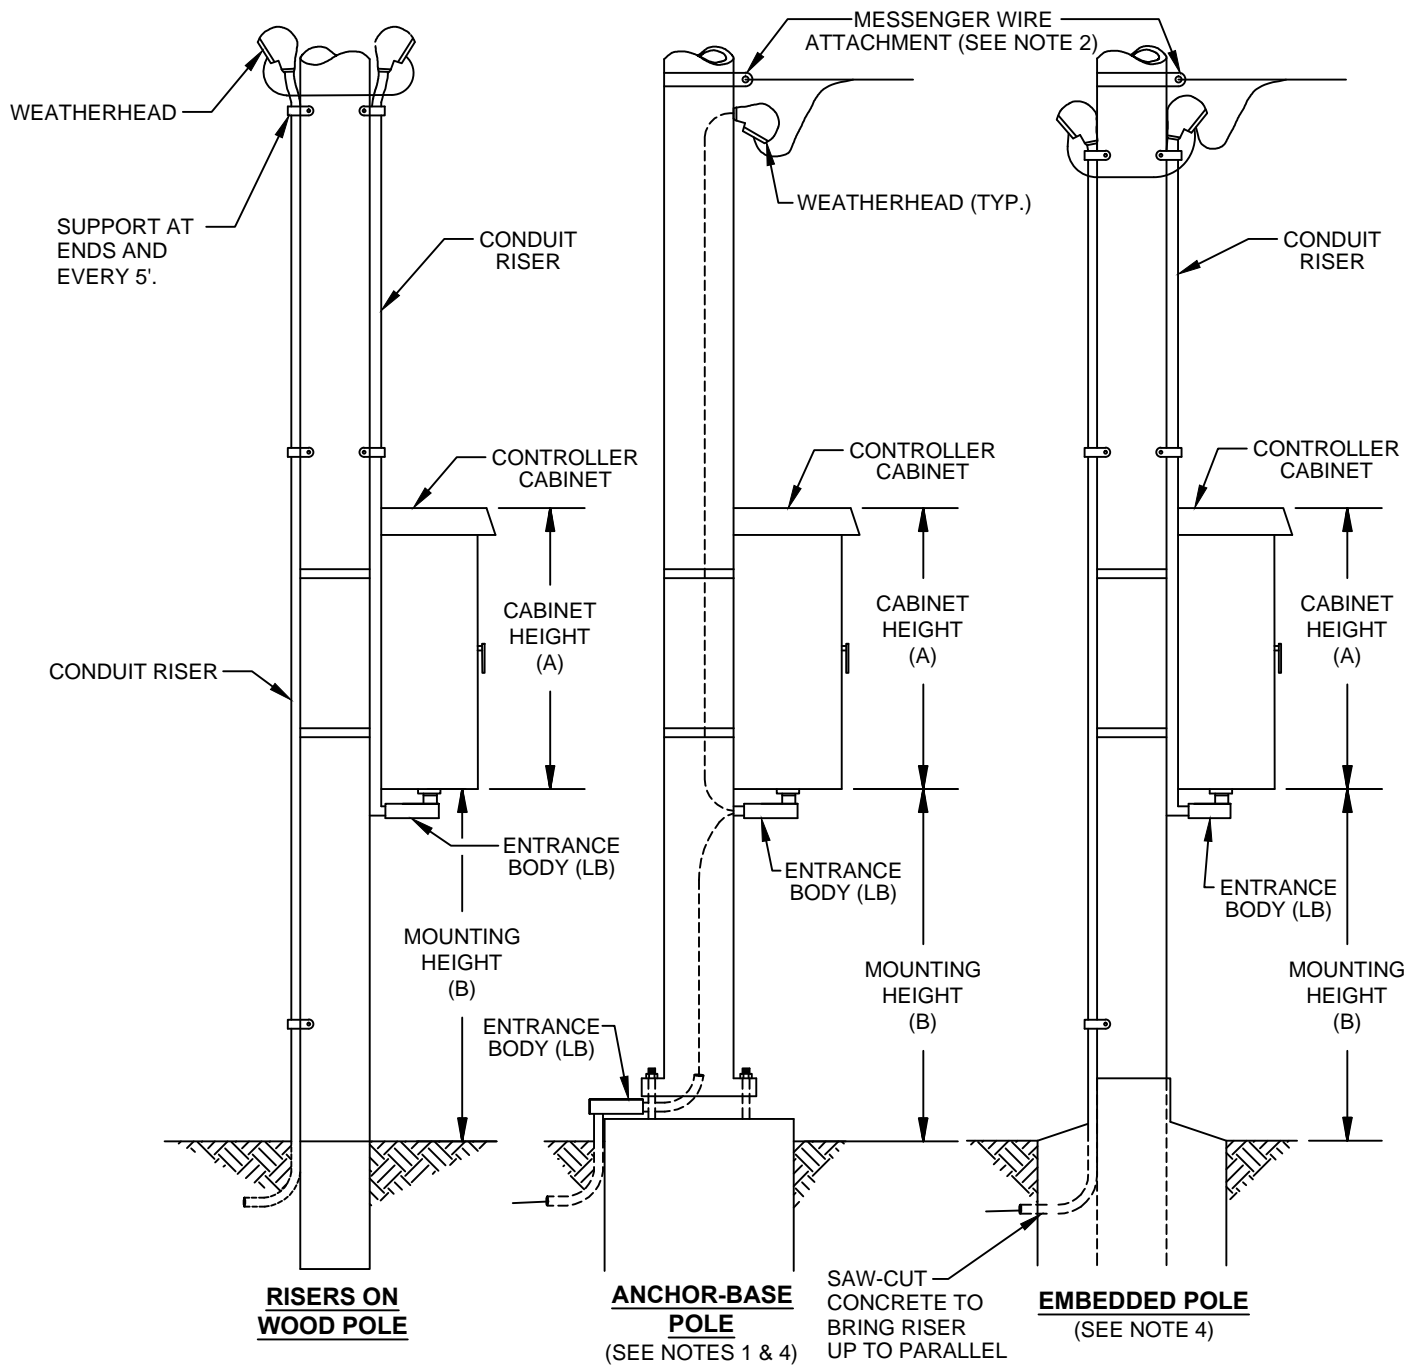 MESSENGER WIRE
ATTACHMENT (SEE NOTE 2)
WEATHERHEAD
WEATHERHEAD (TYP.)
SUPPORT AT
ENDS AND
EVERY 5'.
CONDUIT
RISER
CONDUIT
RISER
CONTROLLER
CABINET
CONTROLLER
CABINET
CONTROLLER
CABINET
CABINET
HEIGHT
(A)
CABINET
HEIGHT
(A)
CABINET
HEIGHT
(A)
CONDUIT RISER
ENTRANCE
BODY (LB)
ENTRANCE
BODY (LB)
ENTRANCE
BODY (LB)
MOUNTING
HEIGHT
(B)
MOUNTING
HEIGHT
(B)
MOUNTING
HEIGHT
(B)
ENTRANCE
BODY (LB)
RISERS ON
WOOD POLE
ANCHOR-BASE
POLE
(SEE NOTES 1 & 4)
SAW-CUT
CONCRETE TO
BRING RISER
UP TO PARALLEL
EMBEDDED POLE
(SEE NOTE 4)